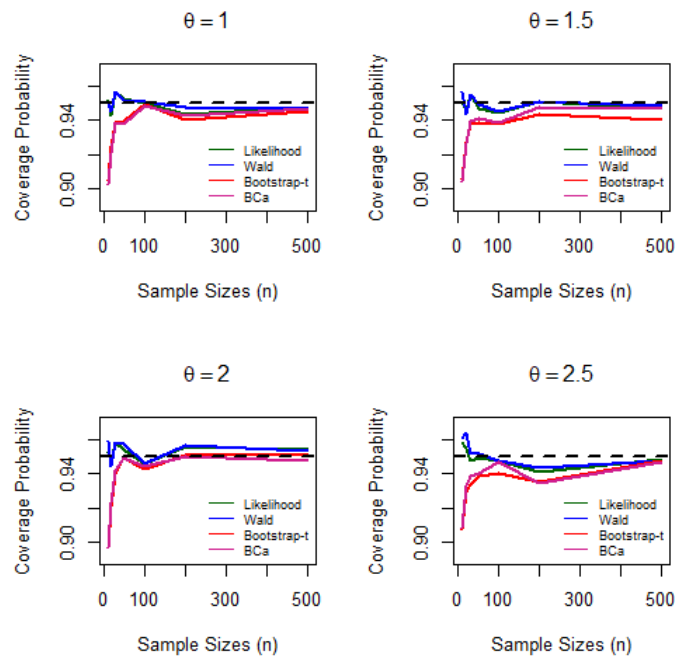 θ = 1
Coverage Probability
0.94
0.90
Likelihood
Wald
Bootstrap-t
BCa
0 100 300 500
Sample Sizes (n)
θ = 1.5
Coverage Probability
0.94
0.90
Likelihood
Wald
Bootstrap-t
BCa
0 100 300 500
Sample Sizes (n)
θ = 2
Coverage Probability
0.94
0.90
Likelihood
Wald
Bootstrap-t
BCa
0 100 300 500
Sample Sizes (n)
θ = 2.5
Coverage Probability
0.94
0.90
Likelihood
Wald
Bootstrap-t
BCa
0 100 300 500
Sample Sizes (n)